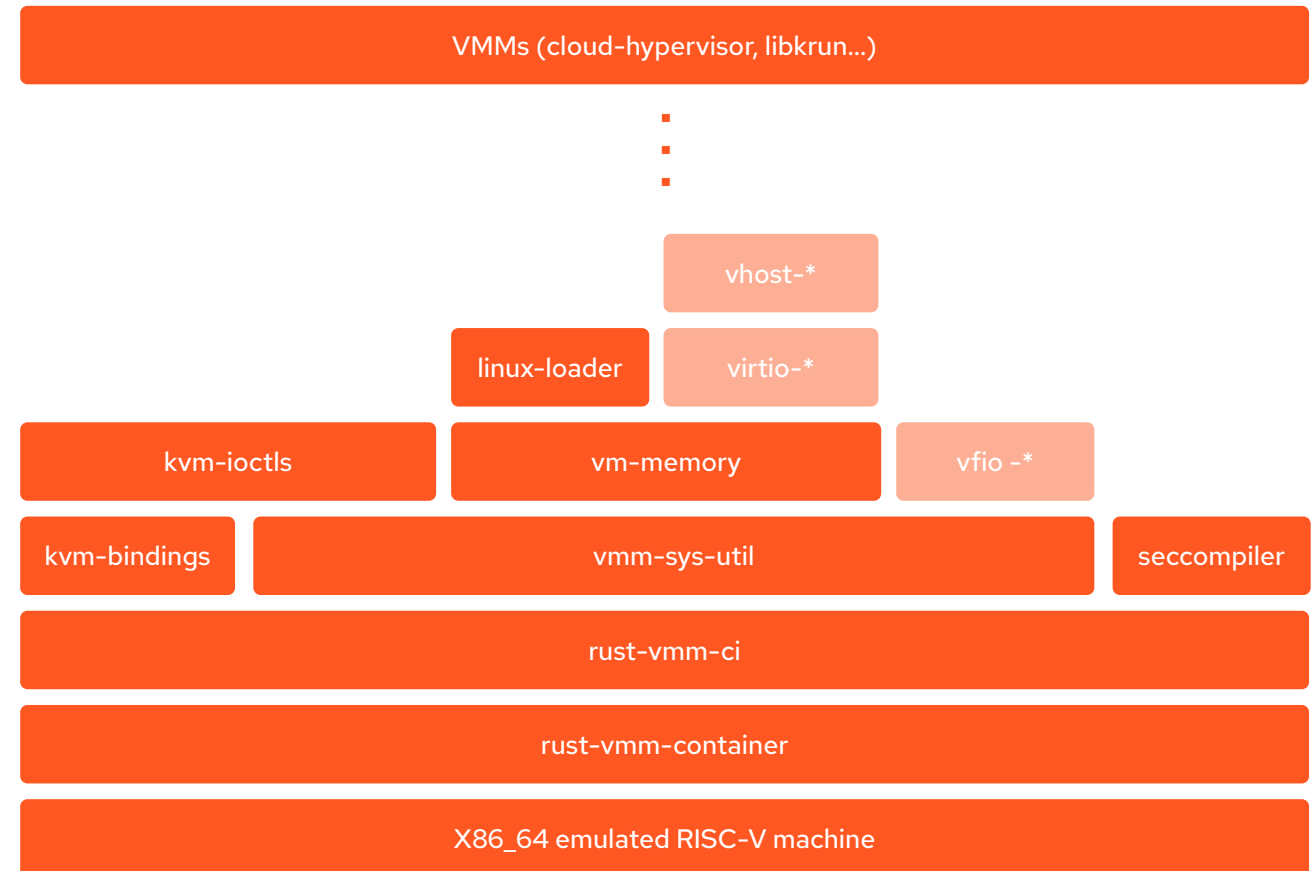 VMMs (cloud-hypervisor, libkrun...)
vhost-*
linux-loader
virtio-*
kvm-ioctls
vm-memory
vfio -*
kvm-bindings
vmm-sys-util
seccompiler
rust-vmm-ci
rust-vmm-container
X86_64 emulated RISC-V machine